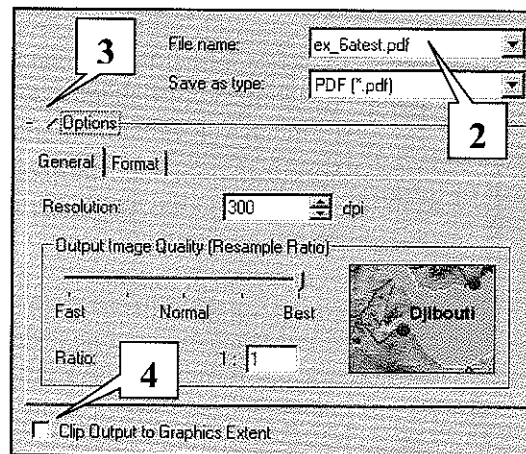 3
File name: ex_6atest.pdf
Save as type: PDF (*.pdf)
2
Options
General Format
Resolution: 300 dpi
Output Image Quality (Resample Ratio)
Fast Normal Best
Djibouti
Ratio: 1 : 1
4
Clip Output to Graphics Extent